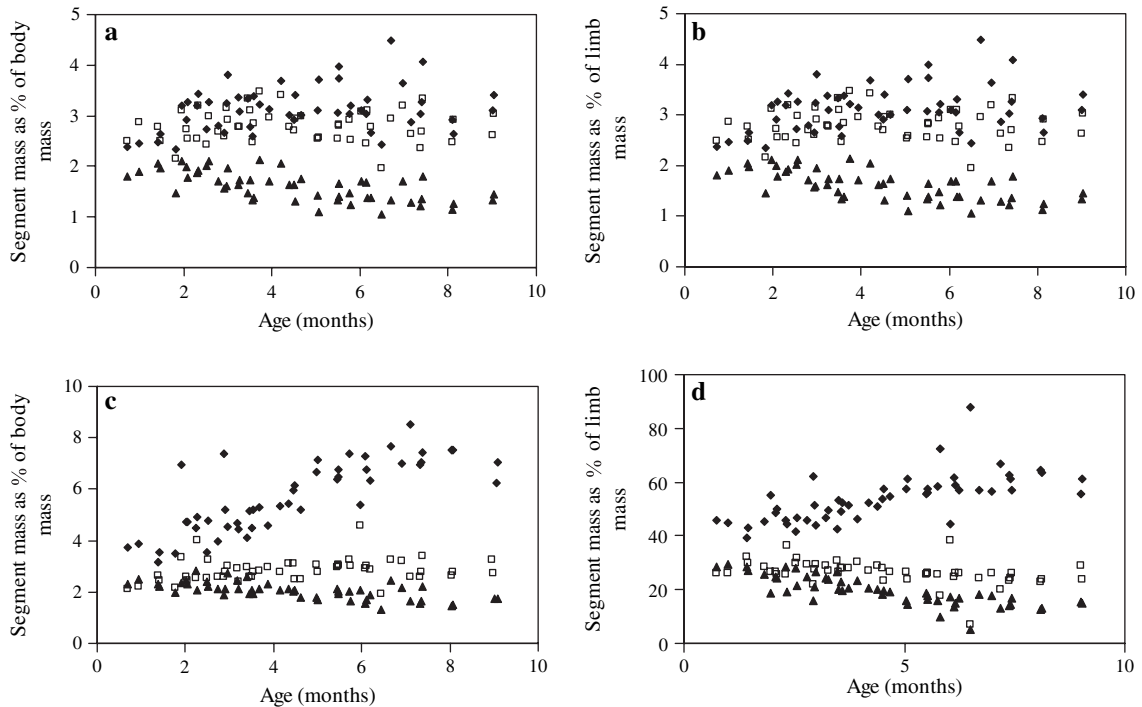 a
Segment mass as % of body
mass
5
4
3
2
1
0
0 2 4 6 8 10
Age (months)
b
Segment mass as % of limb
mass
5
4
3
2
1
0
0 2 4 6 8 10
Age (months)
c
Segment mass as % of body
mass
10
8
6
4
2
0
0 2 4 6 8 10
Age (months)
d
Segment mass as % of limb
mass
100
80
60
40
20
0
0 5 10
Age (months)